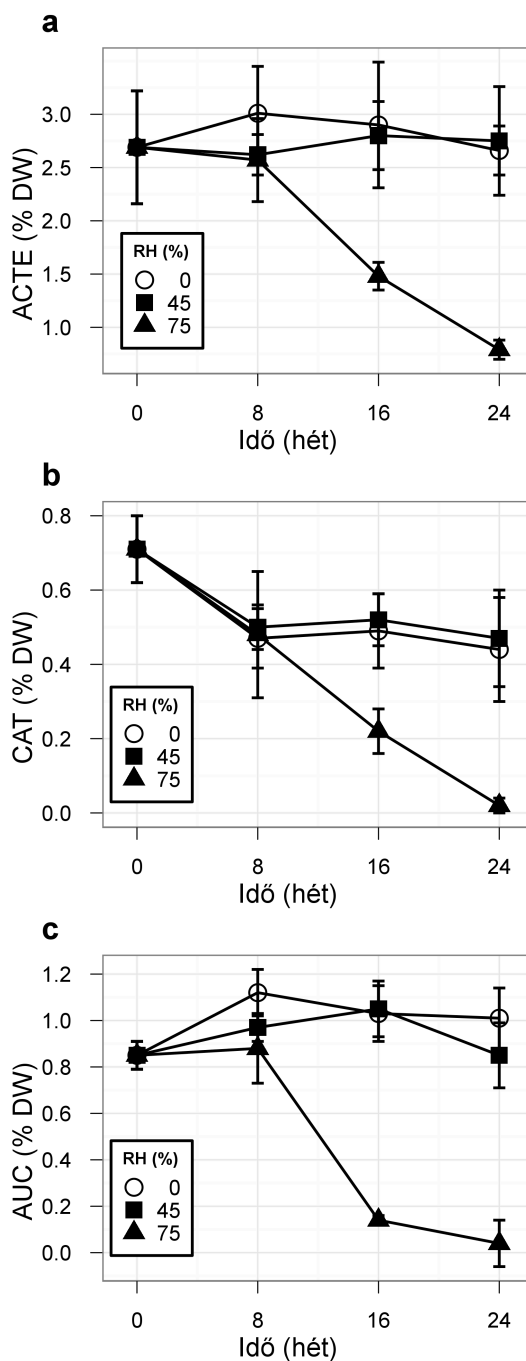 a
ACTE (% DW)
3.0
2.5
2.0
1.5
1.0
RH (%)
0
45
75
0 8 16 24
Idő (hét)
b
CAT (% DW)
0.8
0.6
0.4
0.2
0.0
RH (%)
0
45
75
0 8 16 24
Idő (hét)
c
AUC (% DW)
1.2
1.0
0.8
0.6
0.4
0.2
0.0
RH (%)
0
45
75
0 8 16 24
Idő (hét)